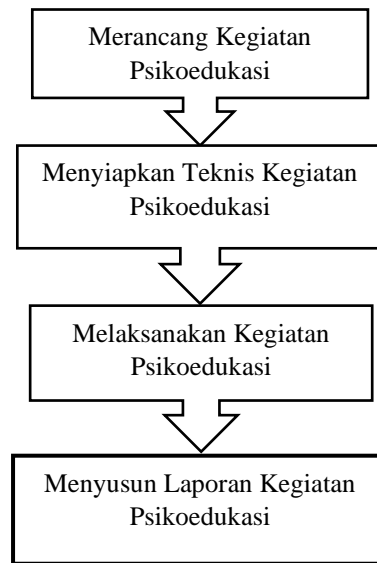 Merancang Kegiatan
Psikoedukasi
Menyiapkan Teknis Kegiatan
Psikoedukasi
Melaksanakan Kegiatan
Psikoedukasi
Menyusun Laporan Kegiatan
Psikoedukasi